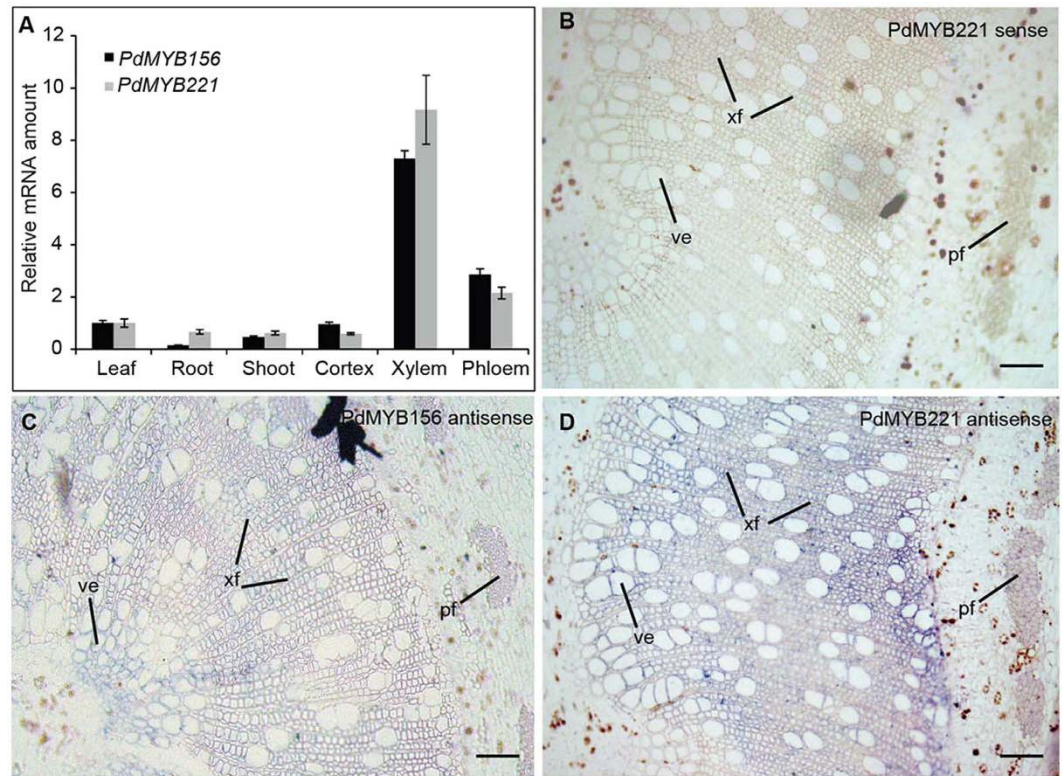 A
PdMYB156
PdMYB221
Relative mRNA amount
12
10
8
6
4
2
0
Leaf Root Shoot Cortex Xylem Phloem
B
PdMYB221 sense
xf
ve
pf
C
PdMYB156 antisense
ve
xf
pf
D
PdMYB221 antisense
xf
ve
pf